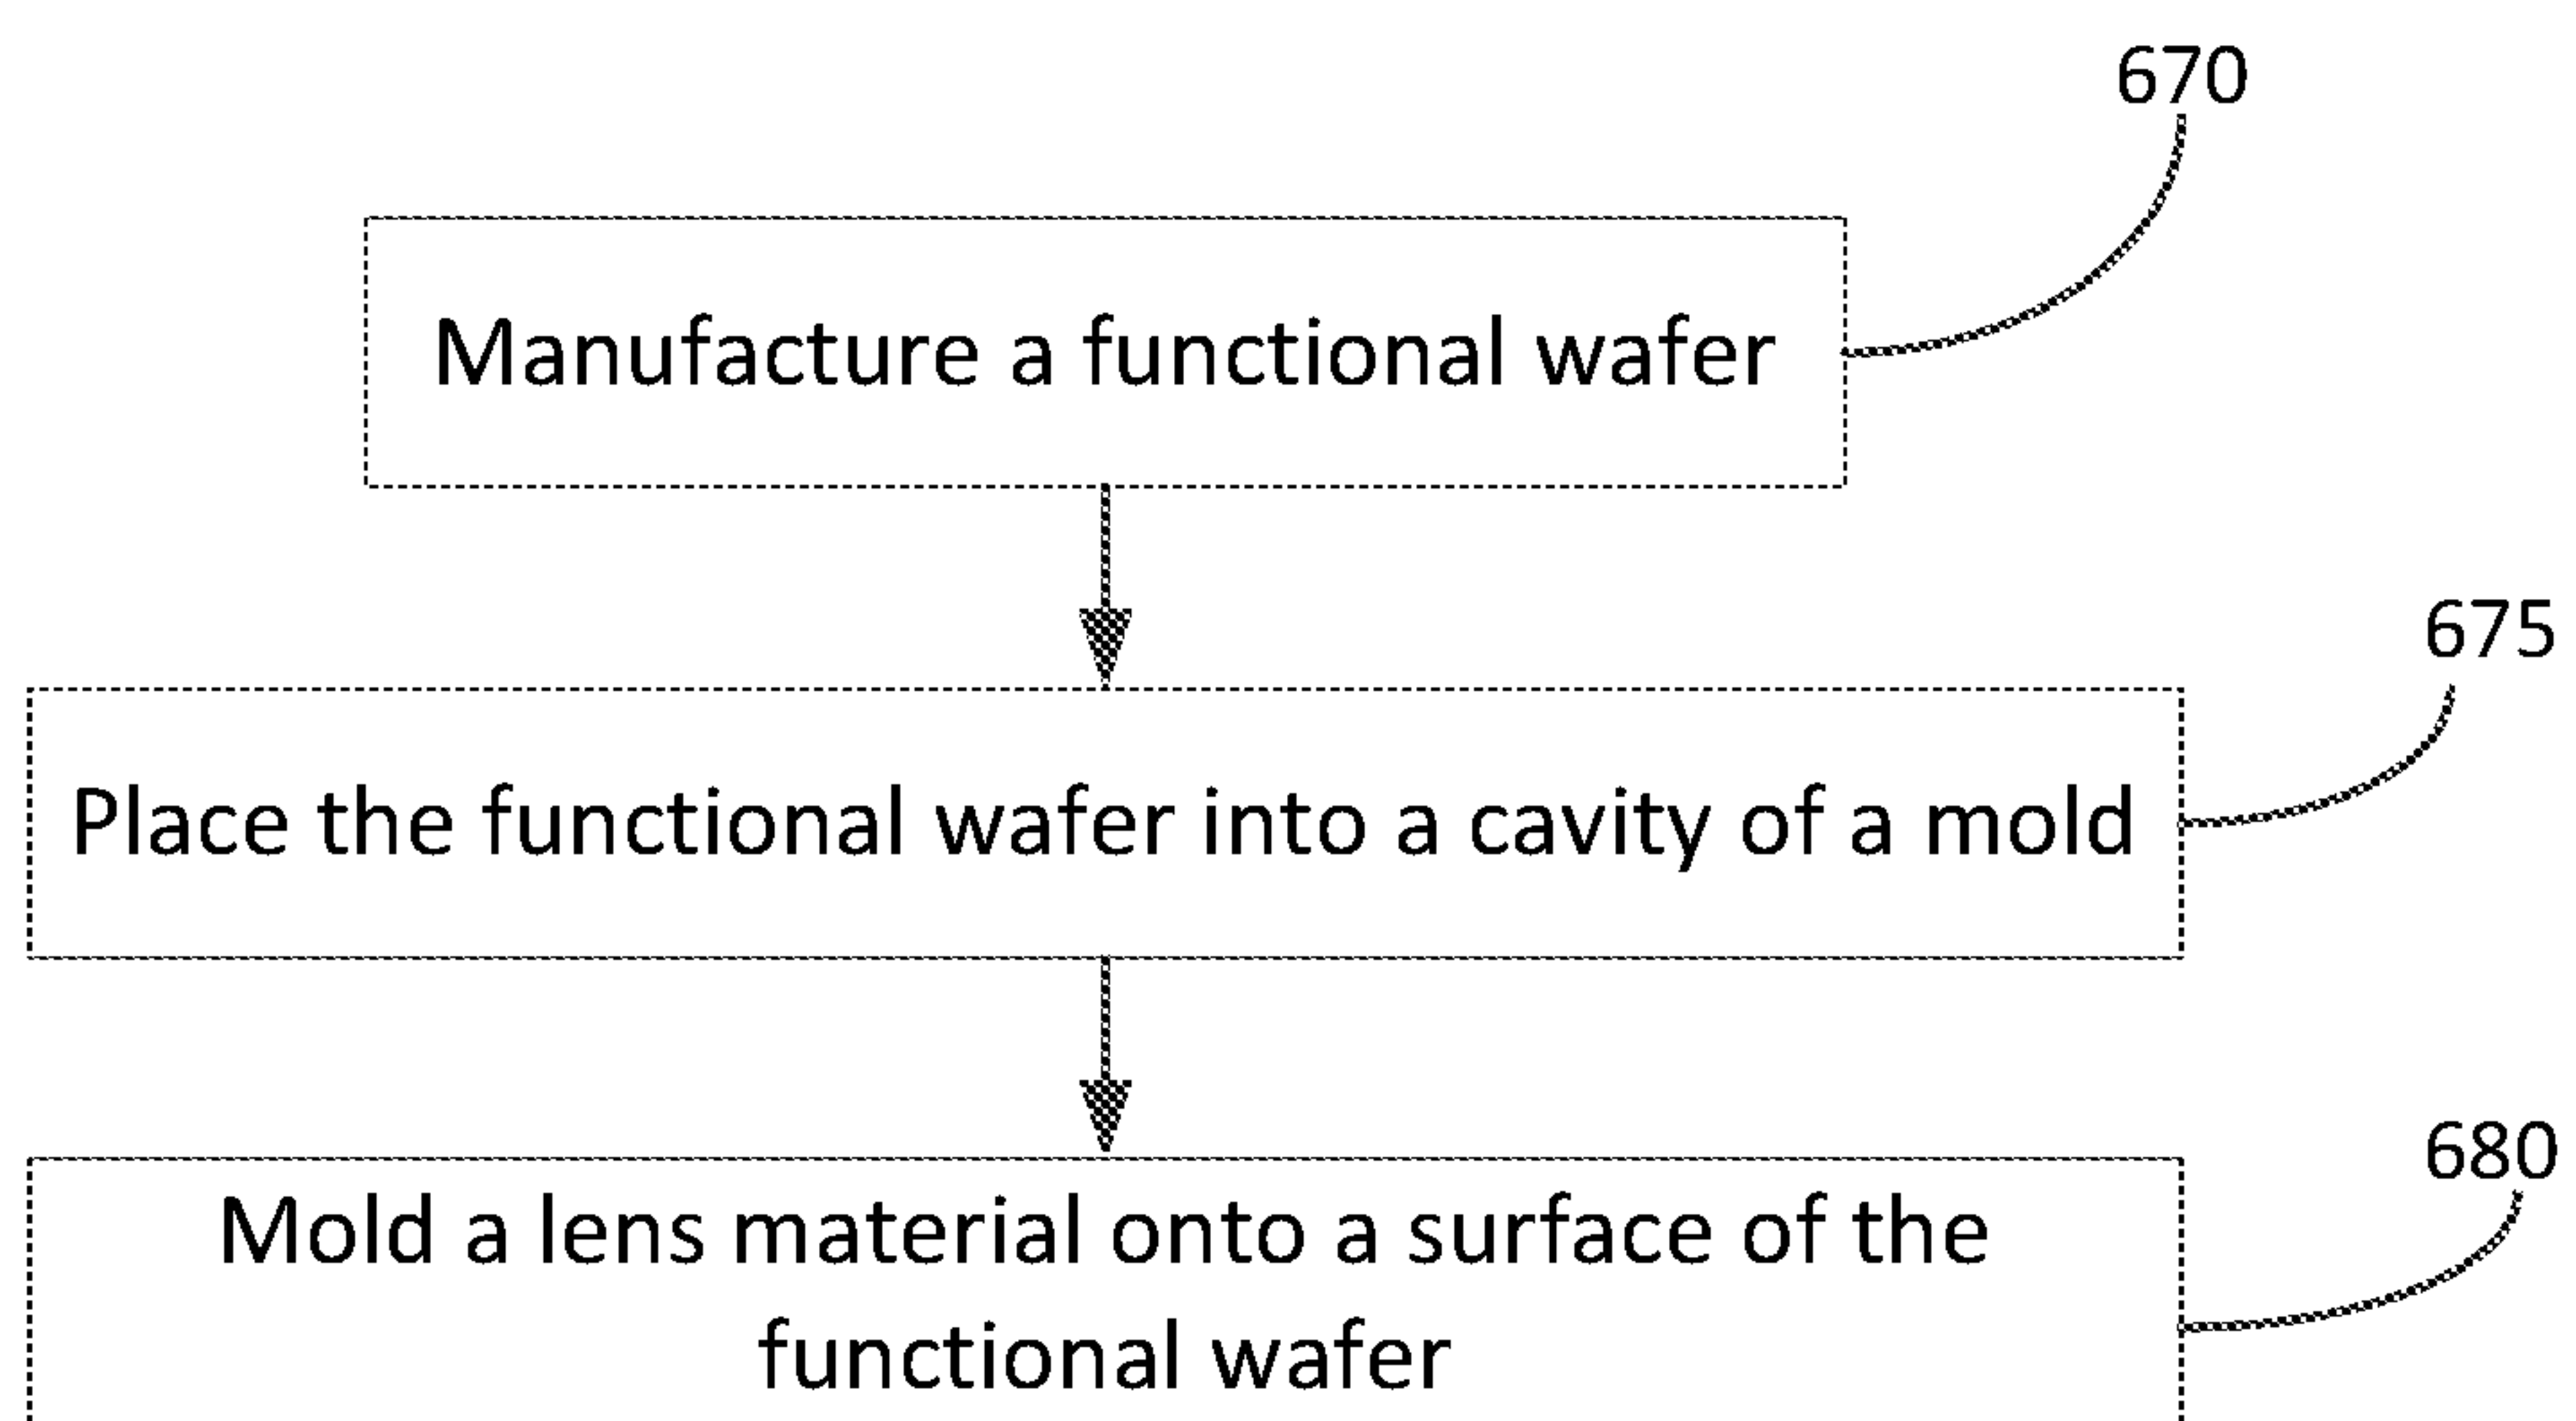 670
Manufacture a functional wafer
675
Place the functional wafer into a cavity of a mold
680
Mold a lens material onto a surface of the
functional wafer